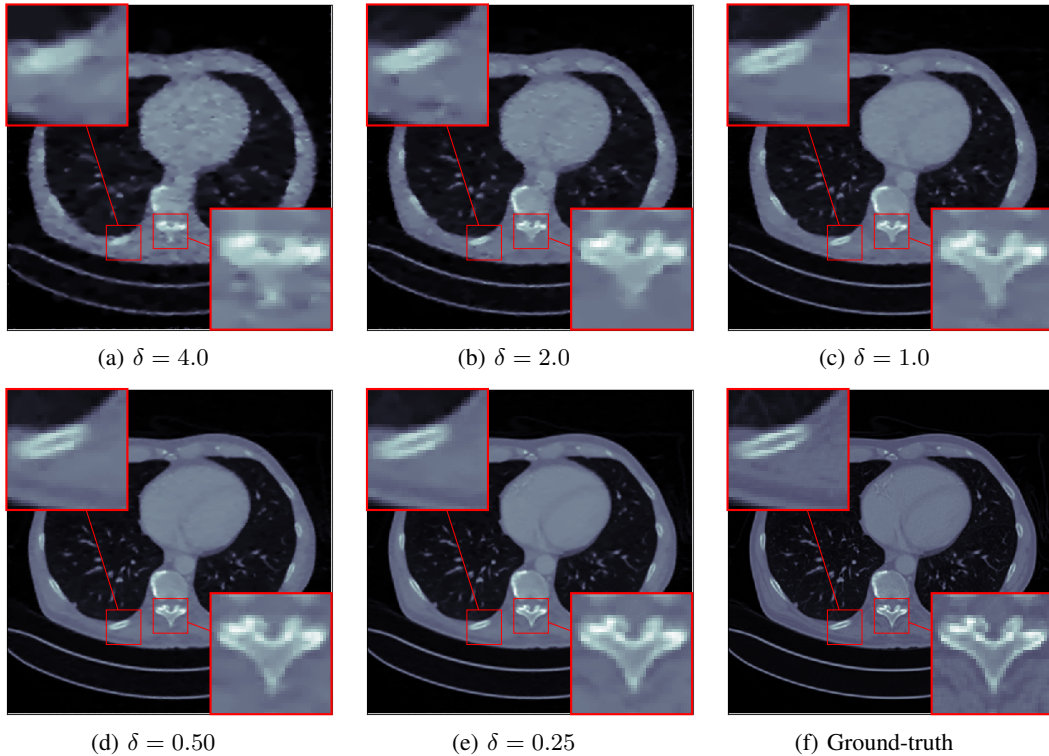 (a) δ = 4.0
(b) δ = 2.0
(c) δ = 1.0
(d) δ = 0.50
(e) δ = 0.25
(f) Ground-truth